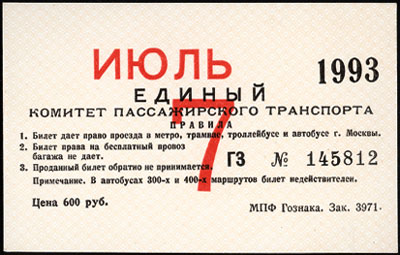 ИЮЛЬ
1993
ЕДИНЫЙ
КОМИТЕТ ПАССАЖИРСКОГО ТРАНСПОРТА
7
ПРАВИЛА
1. Билет дает право проезда в метро, трамвае, троллейбусе и автобусе г. Москвы.
2. Билет права на бесплатный провоз
багажа не дает.
ГЗ № 145812
3. Проданный билет обратно не принимается.
Примечание. В автобусах 300-х и 400-х маршрутов билет недействителен.
Цена 600 руб.
МПФ Гознака. Зак. 3971.